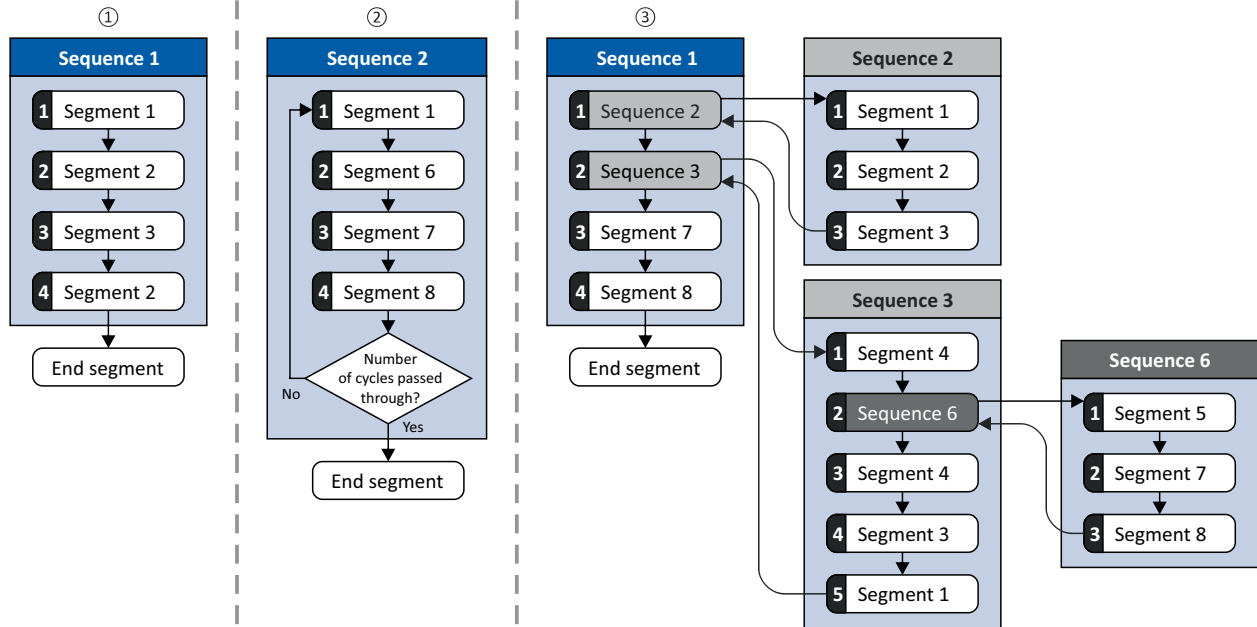 ①
Sequence 1
1 Segment 1
2 Segment 2
3 Segment 3
4 Segment 2
End segment
②
Sequence 2
1 Segment 1
2 Segment 6
3 Segment 7
4 Segment 8
Number
of cycles passed
through?
No
Yes
End segment
③
Sequence 1
1 Sequence 2
2 Sequence 3
3 Segment 7
4 Segment 8
End segment
Sequence 2
1 Segment 1
2 Segment 2
3 Segment 3
Sequence 3
1 Segment 4
2 Sequence 6
3 Segment 4
4 Segment 3
5 Segment 1
Sequence 6
1 Segment 5
2 Segment 7
3 Segment 8